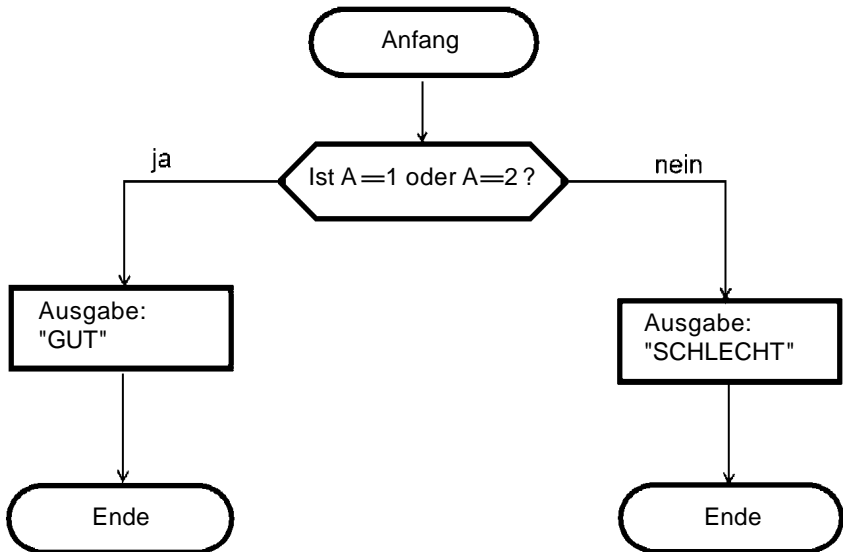 Anfang
ja
Ist A==1 oder A==2?
nein
Ausgabe:
"GUT"
Ausgabe:
"SCHLECHT"
Ende
Ende